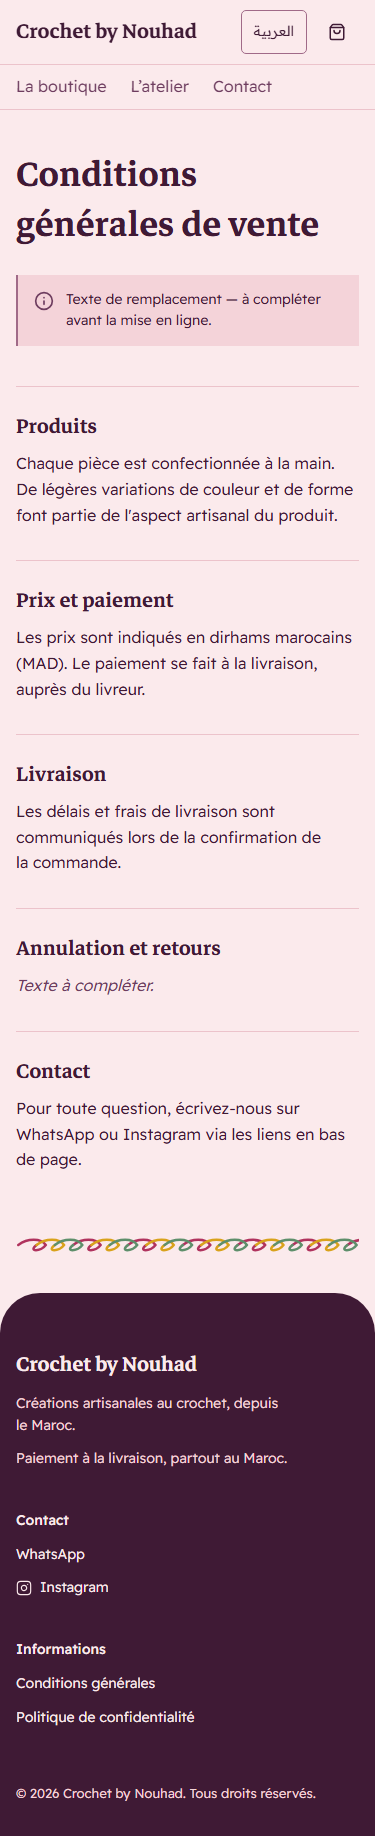 Crochet by Nouhad
العربية
La boutique
L’atelier
Contact
Conditions
générales de vente
Texte de remplacement — à compléter
avant la mise en ligne.
Produits
Chaque pièce est confectionnée à la main.
De légères variations de couleur et de forme
font partie de l'aspect artisanal du produit.
Prix et paiement
Les prix sont indiqués en dirhams marocains
(MAD). Le paiement se fait à la livraison,
auprès du livreur.
Livraison
Les délais et frais de livraison sont
communiqués lors de la confirmation de
la commande.
Annulation et retours
Texte à compléter.
Contact
Pour toute question, écrivez-nous sur
WhatsApp ou Instagram via les liens en bas
de page.
Crochet by Nouhad
Créations artisanales au crochet, depuis
le Maroc.
Paiement à la livraison, partout au Maroc.
Contact
WhatsApp
Instagram
Informations
Conditions générales
Politique de confidentialité
© 2026 Crochet by Nouhad. Tous droits réservés.